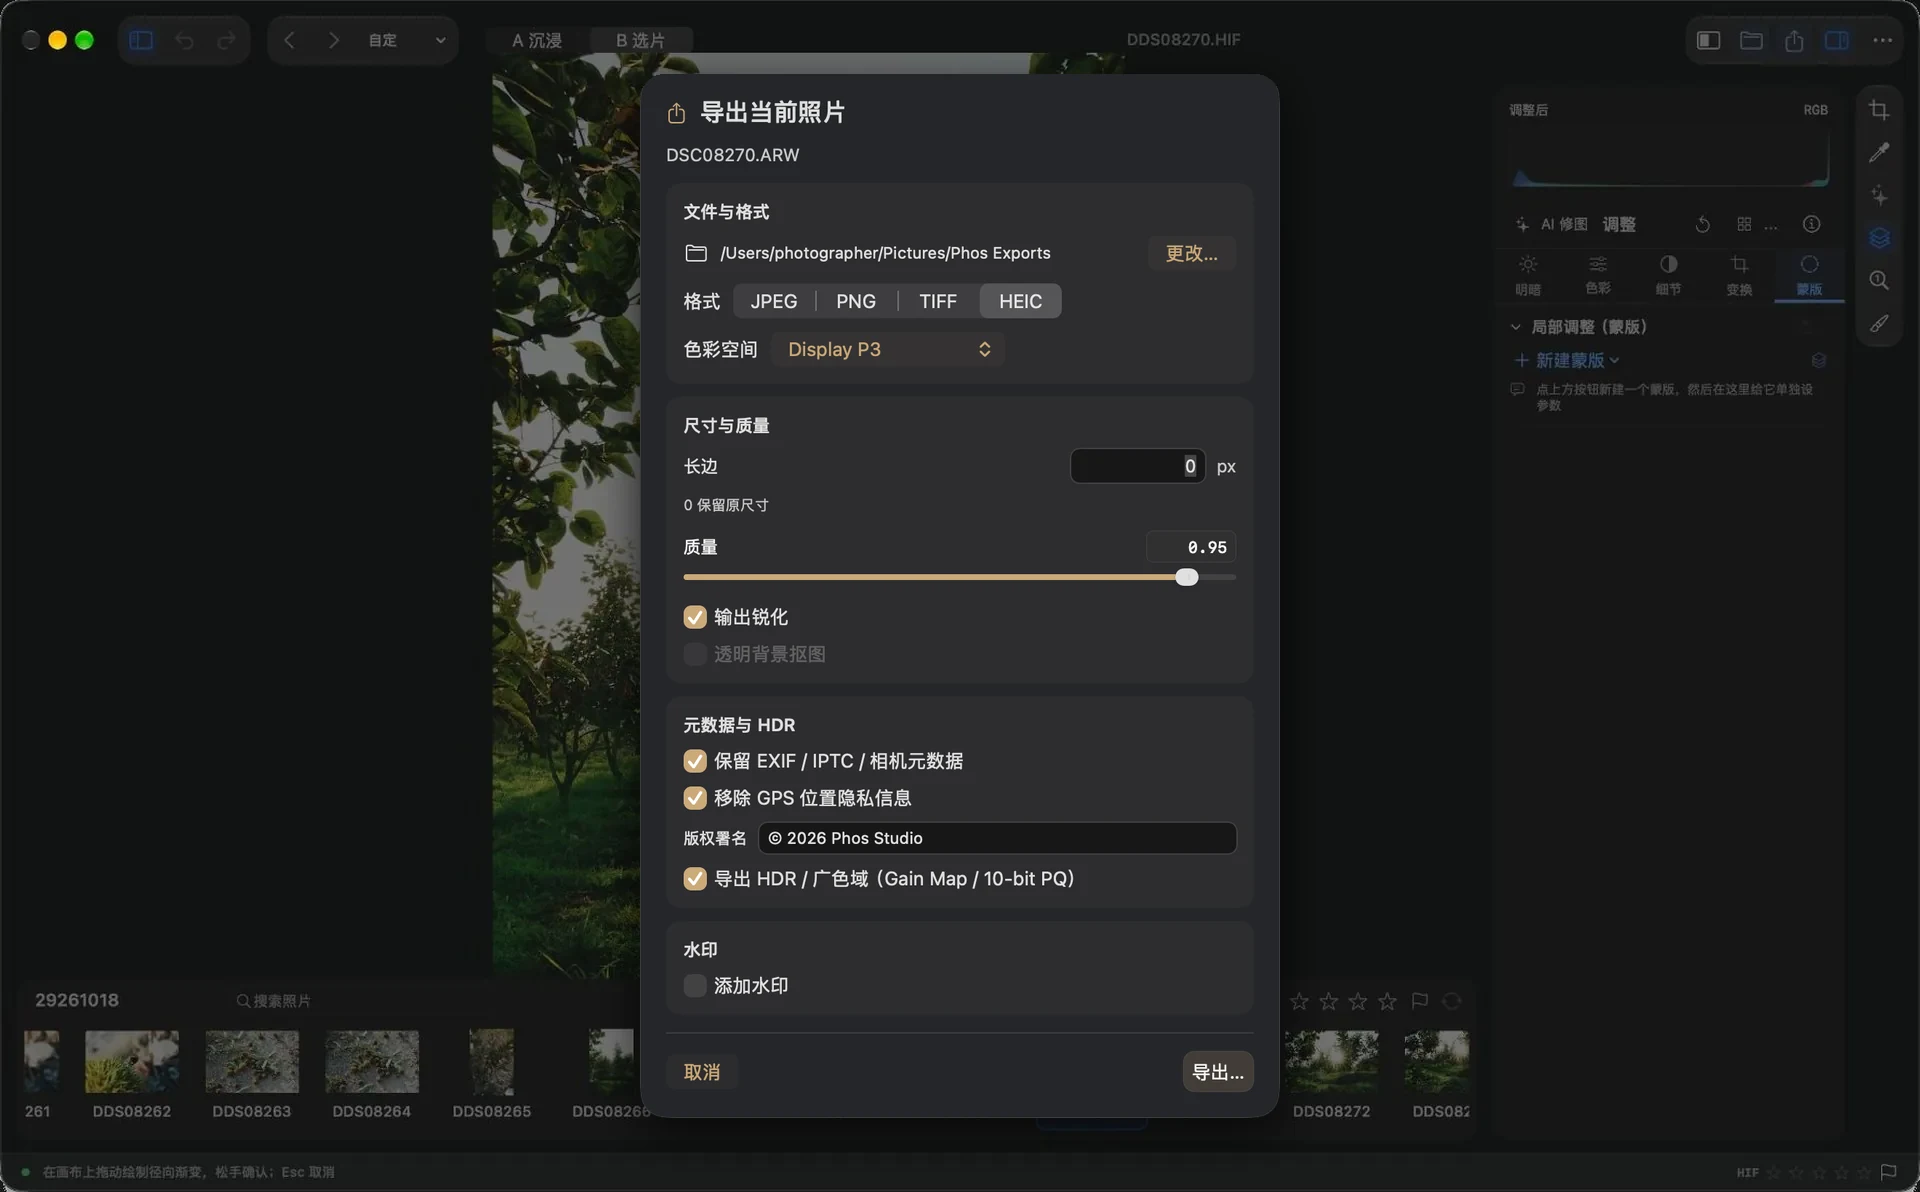 自定
A 沉浸
B 选片
DDS08270.HIF
导出当前照片
DSC08270.ARW
文件与格式
/Users/photographer/Pictures/Phos Exports
更改...
格式
JPEG
PNG
TIFF
HEIC
色彩空间
Display P3
尺寸与质量
长边
0
px
0 保留原尺寸
质量
0.95
输出锐化
透明背景抠图
元数据与 HDR
保留 EXIF / IPTC / 相机元数据
移除 GPS 位置隐私信息
版权署名
© 2026 Phos Studio
导出 HDR / 广色域（Gain Map / 10-bit PQ）
水印
添加水印
取消
导出...
调整后
RGB
AI 修图
调整
...
明暗
色彩
细节
变换
蒙版
局部调整（蒙版）
新建蒙版
点上方按钮新建一个蒙版，然后在这里给它单独设
参数
29261018
搜索照片
261
DDS08262
DDS08263
DDS08264
DDS08265
DDS08266
DDS08272
DDS082
在画布上拖动绘制径向渐变，松手确认；Esc 取消
HIF